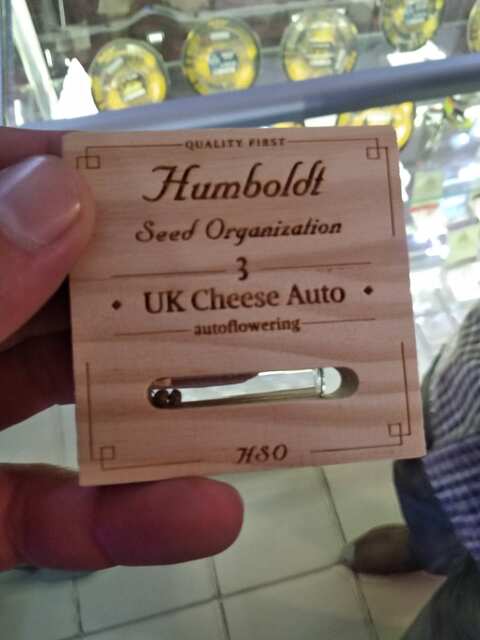 QUALITY FIRST
Humboldt
Seed Organization
3
UK Cheese Auto
autoflowering
HSO